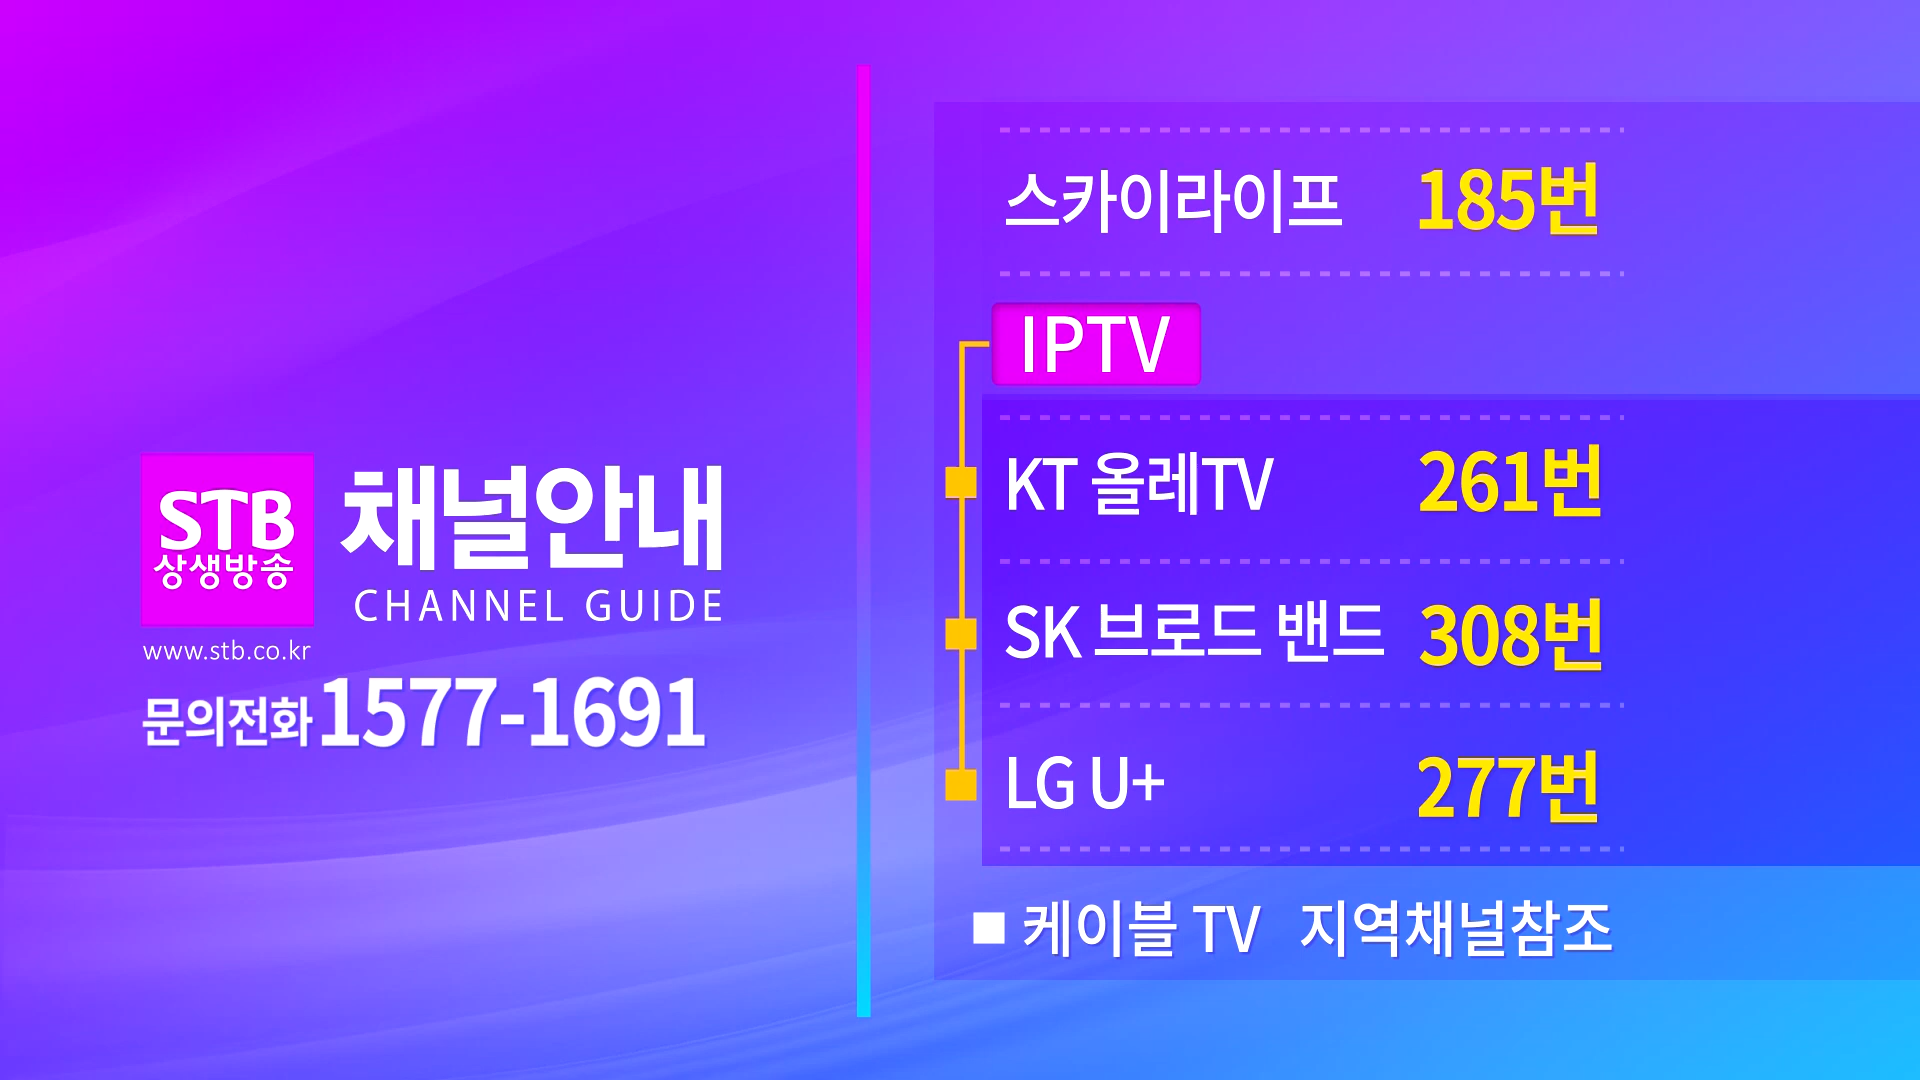 STB
상생방송
채널안내
CHANNEL GUIDE
www.stb.co.kr
문의전화 1577-1691
스카이라이프 185번
IPTV
KT 올레TV 261번
SK 브로드 밴드 308번
LG U+ 277번
■ 케이블 TV 지역채널참조